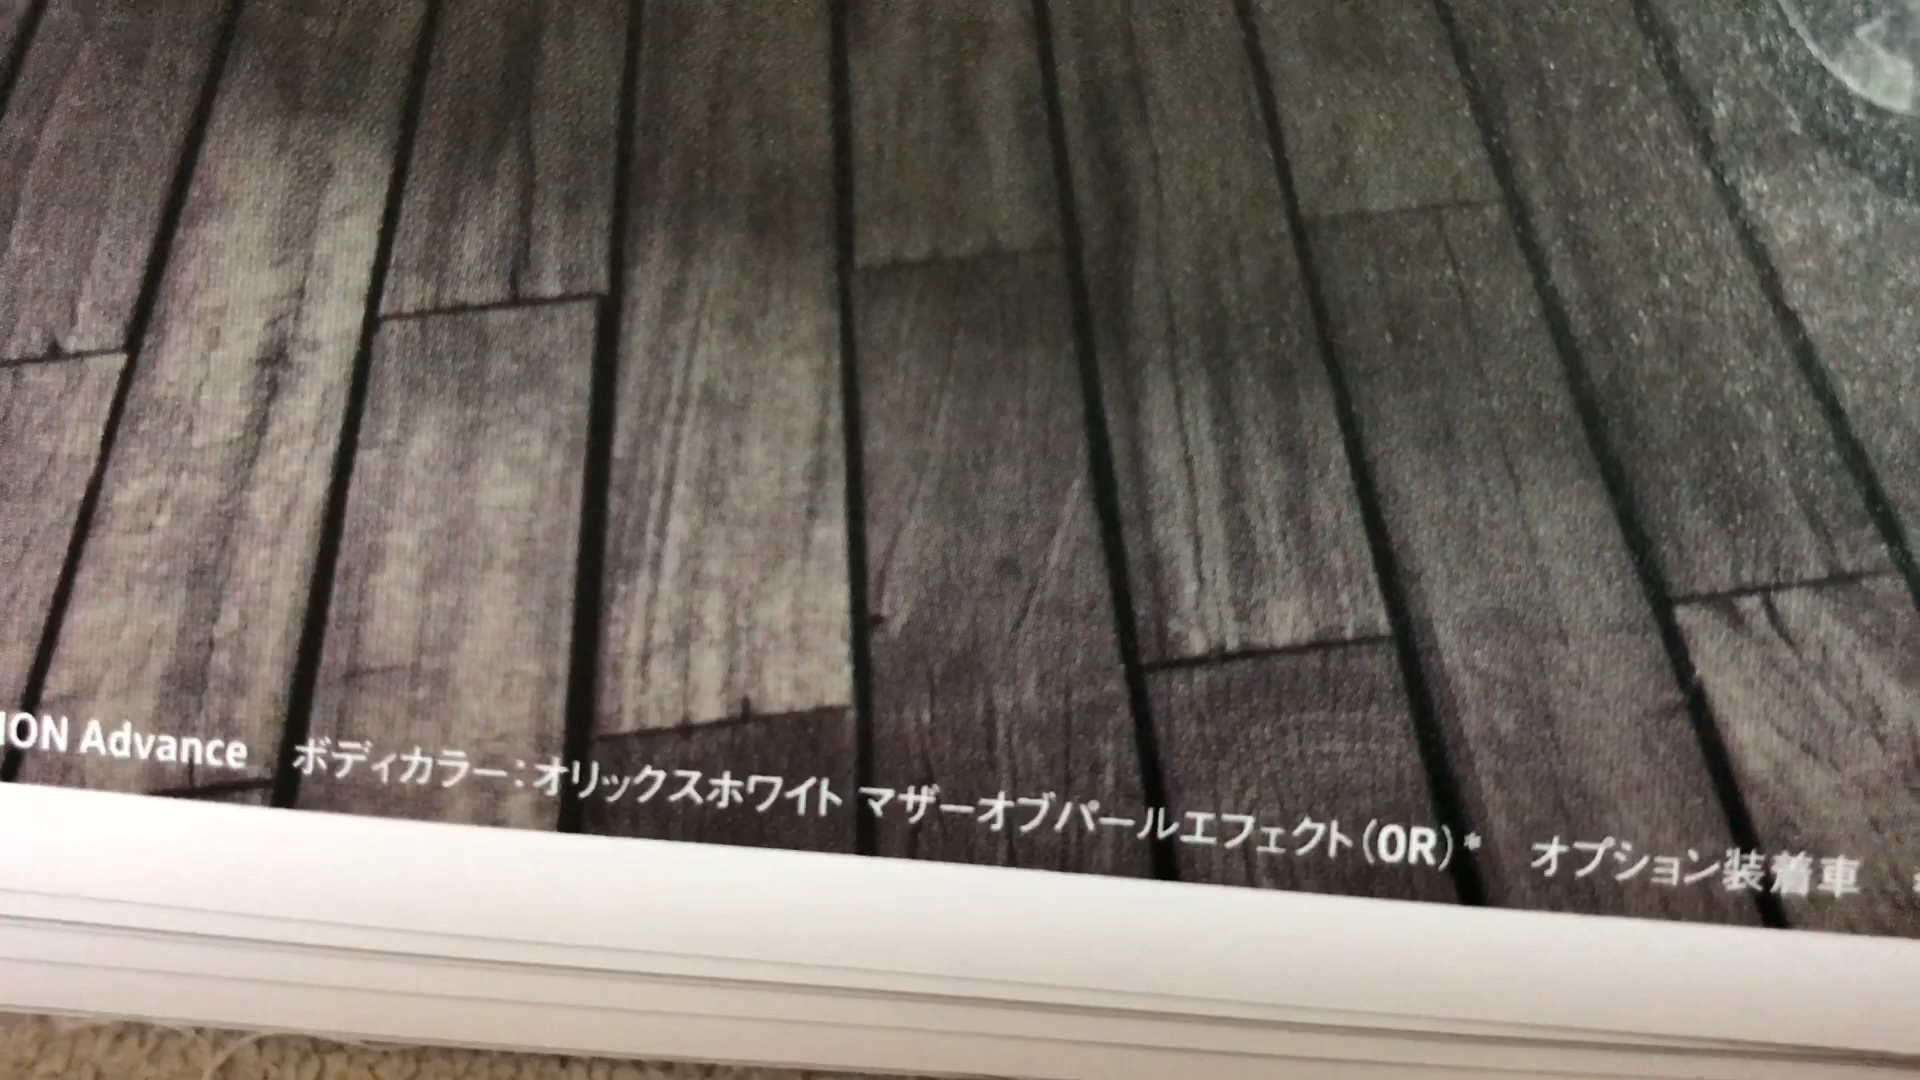 ION Advance　ボディカラー：オリックスホワイト マザーオブパールエフェクト（0R）*　オプション装着車